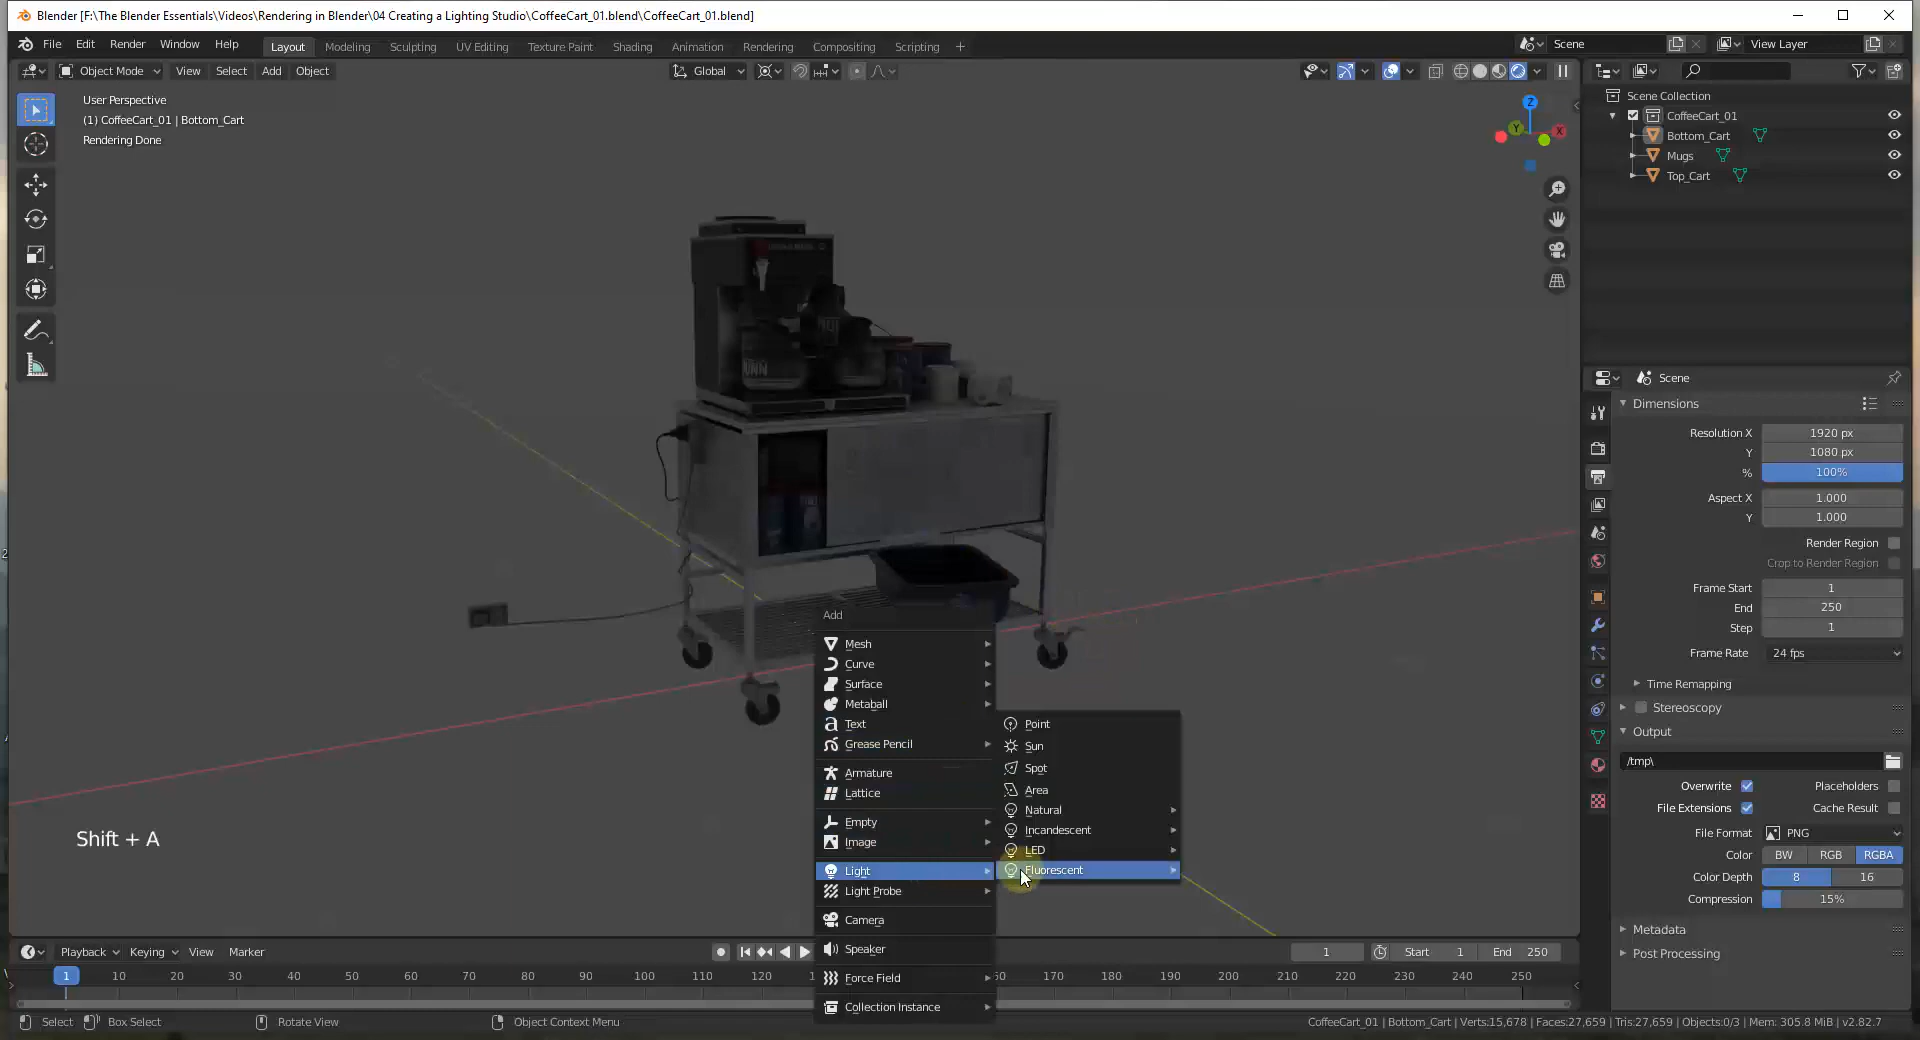 Blender [F:\The Blender Essentials\Videos\Rendering in Blender\04 Creating a Lighting Studio\CoffeeCart_01.blend\CoffeeCart_01.blend]
File Edit Render Window Help Layout Modeling Sculpting UV Editing Texture Paint Shading Animation Rendering Compositing Scripting + Scene View Layer
Object Mode View Select Add Object Global
User Perspective
(1) CoffeeCart_01 | Bottom_Cart
Rendering Done
Z
Y
X
Scene Collection
CoffeeCart_01
Bottom_Cart
Mugs
Top_Cart
Scene
Dimensions
Resolution X 1920 px
Y 1080 px
% 100%
Aspect X 1.000
Y 1.000
Render Region
Crop to Render Region
Frame Start 1
End 250
Step 1
Frame Rate 24 fps
Time Remapping
Stereoscopy
Output
/tmp\
Overwrite Placeholders
File Extensions Cache Result
File Format PNG
Color BW RGB RGBA
Color Depth 8 16
Compression 15%
Metadata
Post Processing
Add
Mesh
Curve
Surface
Metaball
Text
Grease Pencil
Armature
Lattice
Empty
Image
Light
Light Probe
Camera
Speaker
Force Field
Collection Instance
Point
Sun
Spot
Area
Natural
Incandescent
LED
Fluorescent
Shift + A
Playback Keying View Marker 1 Start 1 End 250
1 10 20 30 40 50 60 70 80 90 100 110 120 60 170 180 190 200 210 220 230 240 250
Select Box Select Rotate View Object Context Menu CoffeeCart_01 | Bottom_Cart | Verts:15,678 | Faces:27,659 | Tris:27,659 | Objects:0/3 | Mem: 305.8 MiB | v2.82.7